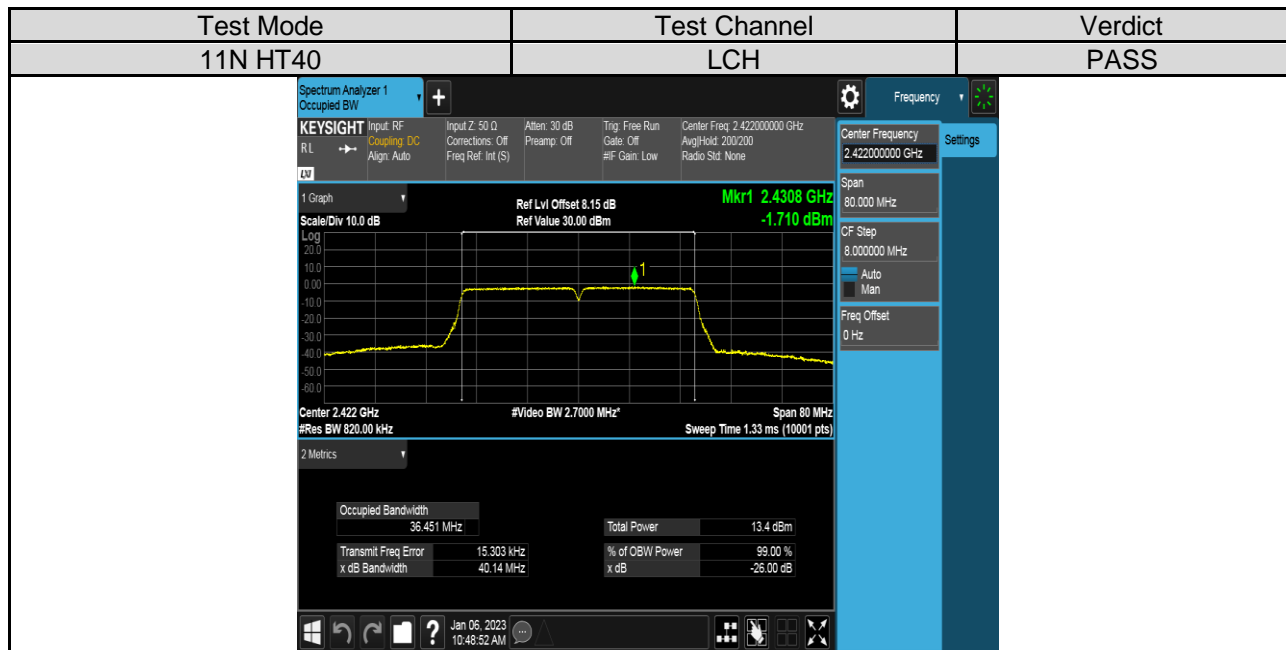 Test Mode Test Channel Verdict
11N HT40 LCH PASS
Spectrum Analyzer 1
Occupied BW
+
Frequency
KEYSIGHT Input: RF Input Z: 50 Ω Atten: 30 dB Trig: Free Run Center Freq: 2.422000000 GHz
RL Coupling: DC Corrections: Off Preamp: Off Gate: Off Avg|Hold: 200/200
Align: Auto Freq Ref: Int (S) #IF Gain: Low Radio Std: None
LXI
Center Frequency
2.422000000 GHz
Settings
Span
80.000 MHz
CF Step
8.000000 MHz
Auto
Man
Freq Offset
0 Hz
1 Graph Ref Lvl Offset 8.15 dB Mkr1 2.4308 GHz
Scale/Div 10.0 dB Ref Value 30.00 dBm -1.710 dBm
Log
20.0
10.0
1
0.00
-10.0
-20.0
-30.0
-40.0
-50.0
-60.0
Center 2.422 GHz #Video BW 2.7000 MHz* Span 80 MHz
#Res BW 820.00 kHz Sweep Time 1.33 ms (10001 pts)
2 Metrics
Occupied Bandwidth
36.451 MHz Total Power 13.4 dBm
Transmit Freq Error 15.303 kHz % of OBW Power 99.00 %
x dB Bandwidth 40.14 MHz x dB -26.00 dB
? Jan 06, 2023
10:48:52 AM